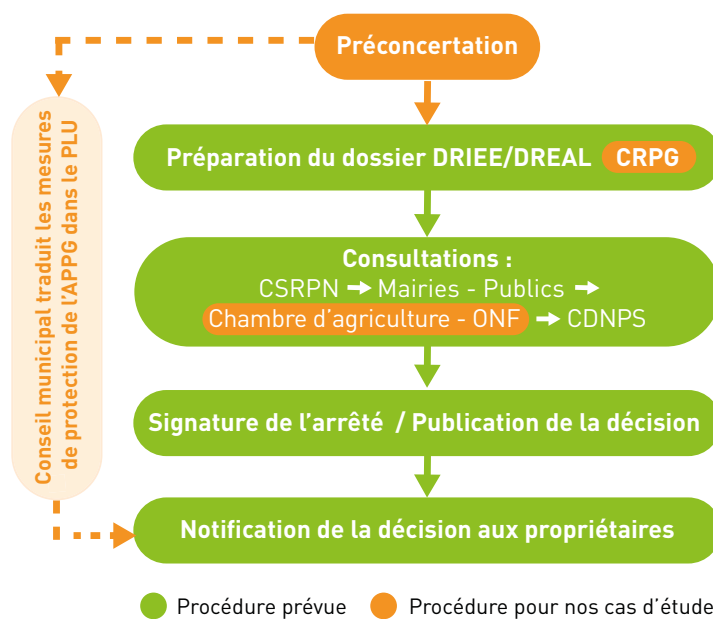 Préconcertation
Conseil municipal traduit les mesures
de protection de l'APPG dans le PLU
Préparation du dossier DRIEE/DREAL CRPG
Consultations :
CSRPN ➞ Mairies - Publics ➞
Chambre d'agriculture - ONF ➞ CDNPS
Signature de l'arrêté / Publication de la décision
Notification de la décision aux propriétaires
Procédure prévue Procédure pour nos cas d'étude